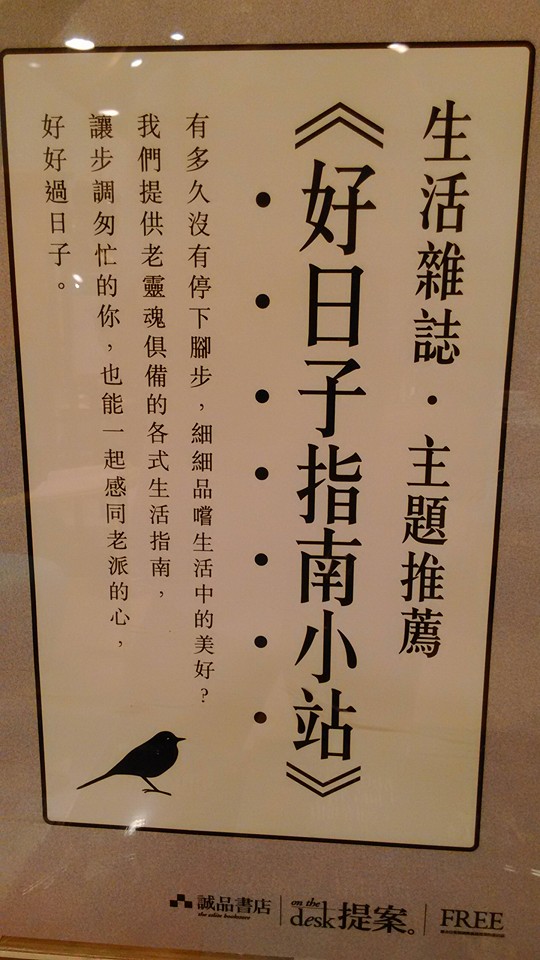 生活雜誌・主題推薦
《好日子指南小站》
有多久沒有停下腳步，細細品嚐生活中的美好？
我們提供老靈魂俱備的各式生活指南，
讓步調匆忙的你，也能一起感同老派的心，
好好過日子。
誠品書店
the eslite bookstore
on the desk 提案。
FREE